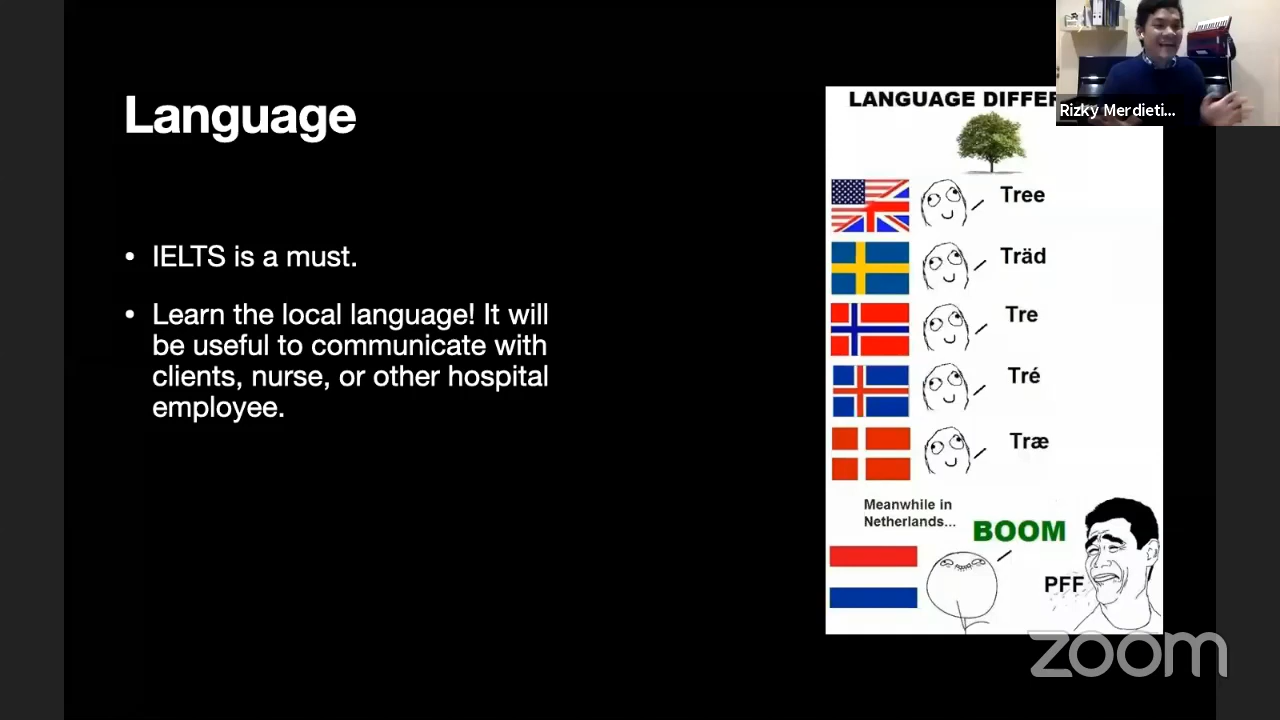 Language
• IELTS is a must.
• Learn the local language! It will
be useful to communicate with
clients, nurse, or other hospital
employee.
LANGUAGE DIFFE
Tree
Träd
Tre
Tré
Træ
Meanwhile in
Netherlands...
BOOM
PFF
Rizky Merdieti...
zoom